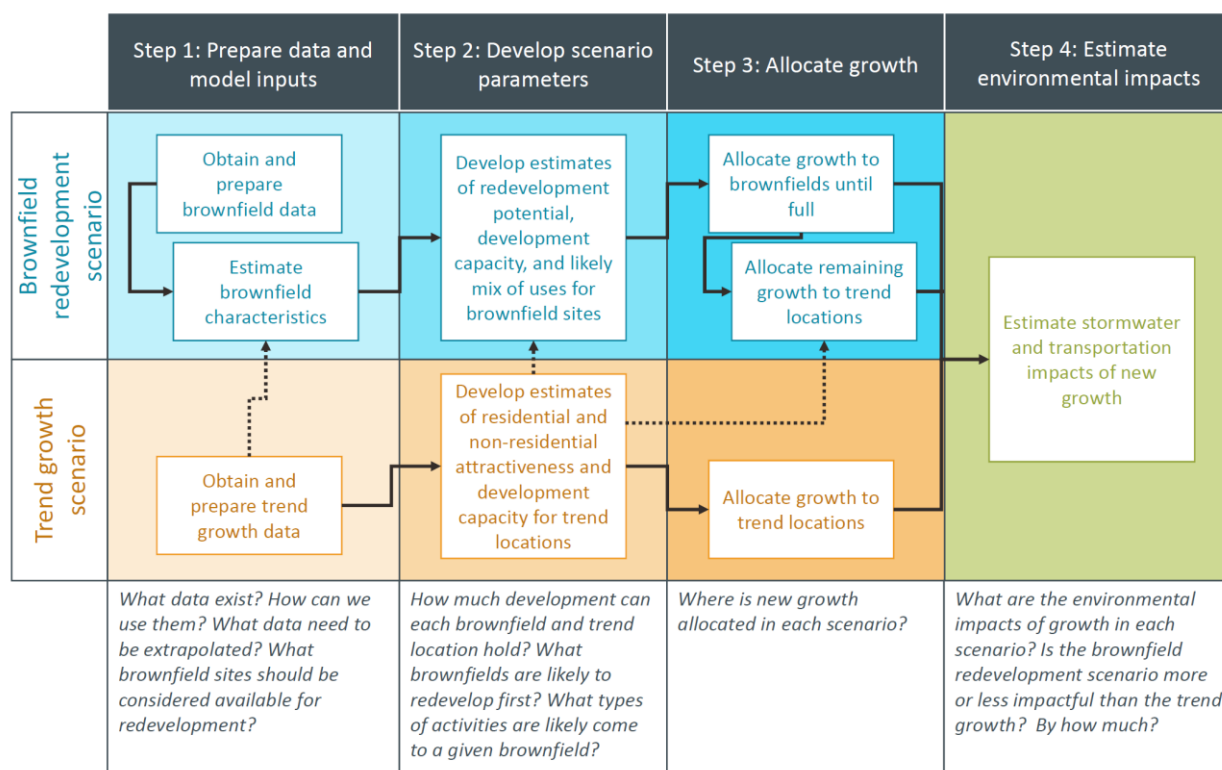 Step 1: Prepare data and
model inputs
Step 2: Develop scenario
parameters
Step 3: Allocate growth
Step 4: Estimate
environmental impacts
Brownfield
redevelopment
scenario
Obtain and
prepare
brownfield data
Estimate
brownfield
characteristics
Develop estimates
of redevelopment
potential,
development
capacity, and likely
mix of uses for
brownfield sites
Allocate growth to
brownfields until
full
Allocate remaining
growth to trend
locations
Estimate stormwater
and transportation
impacts of new
growth
Trend growth
scenario
Obtain and
prepare trend
growth data
Develop estimates
of residential and
non-residential
attractiveness and
development
capacity for trend
locations
Allocate growth to
trend locations
What data exist? How can we
use them? What data need to
be extrapolated? What
brownfield sites should be
considered available for
redevelopment?
How much development can
each brownfield and trend
location hold? What
brownfields are likely to
redevelop first? What types
of activities are likely come
to a given brownfield?
Where is new growth
allocated in each scenario?
What are the environmental
impacts of growth in each
scenario? Is the brownfield
redevelopment scenario more
or less impactful than the trend
growth? By how much?